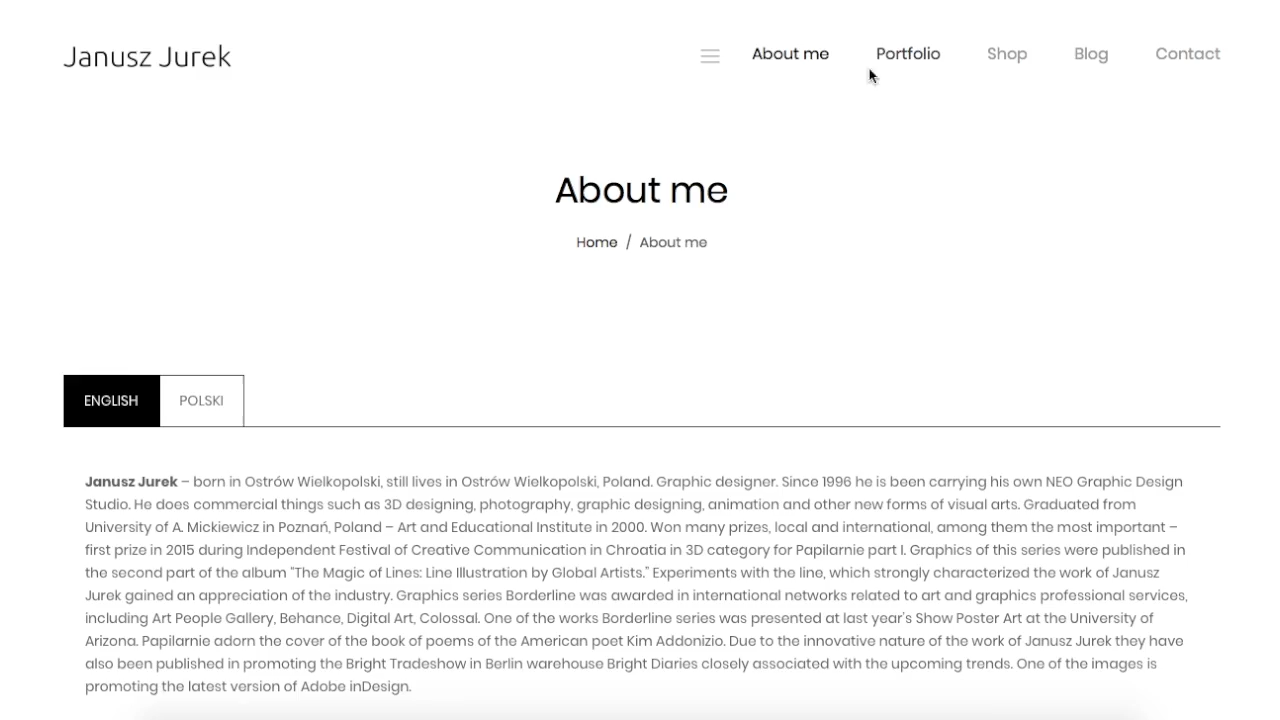 Janusz Jurek
About me Portfolio Shop Blog Contact
About me
Home / About me
ENGLISH POLSKI
Janusz Jurek – born in Ostrów Wielkopolski, still lives in Ostrów Wielkopolski, Poland. Graphic designer. Since 1996 he is been carrying his own NEO Graphic Design
Studio. He does commercial things such as 3D designing, photography, graphic designing, animation and other new forms of visual arts. Graduated from
University of A. Mickiewicz in Poznań, Poland – Art and Educational Institute in 2000. Won many prizes, local and international, among them the most important –
first prize in 2015 during Independent Festival of Creative Communication in Chroatia in 3D category for Papilarnie part I. Graphics of this series were published in
the second part of the album "The Magic of Lines: Line Illustration by Global Artists." Experiments with the line, which strongly characterized the work of Janusz
Jurek gained an appreciation of the industry. Graphics series Borderline was awarded in international networks related to art and graphics professional services,
including Art People Gallery, Behance, Digital Art, Colossal. One of the works Borderline series was presented at last year's Show Poster Art at the University of
Arizona. Papilarnie adorn the cover of the book of poems of the American poet Kim Addonizio. Due to the innovative nature of the work of Janusz Jurek they have
also been published in promoting the Bright Tradeshow in Berlin warehouse Bright Diaries closely associated with the upcoming trends. One of the images is
promoting the latest version of Adobe inDesign.